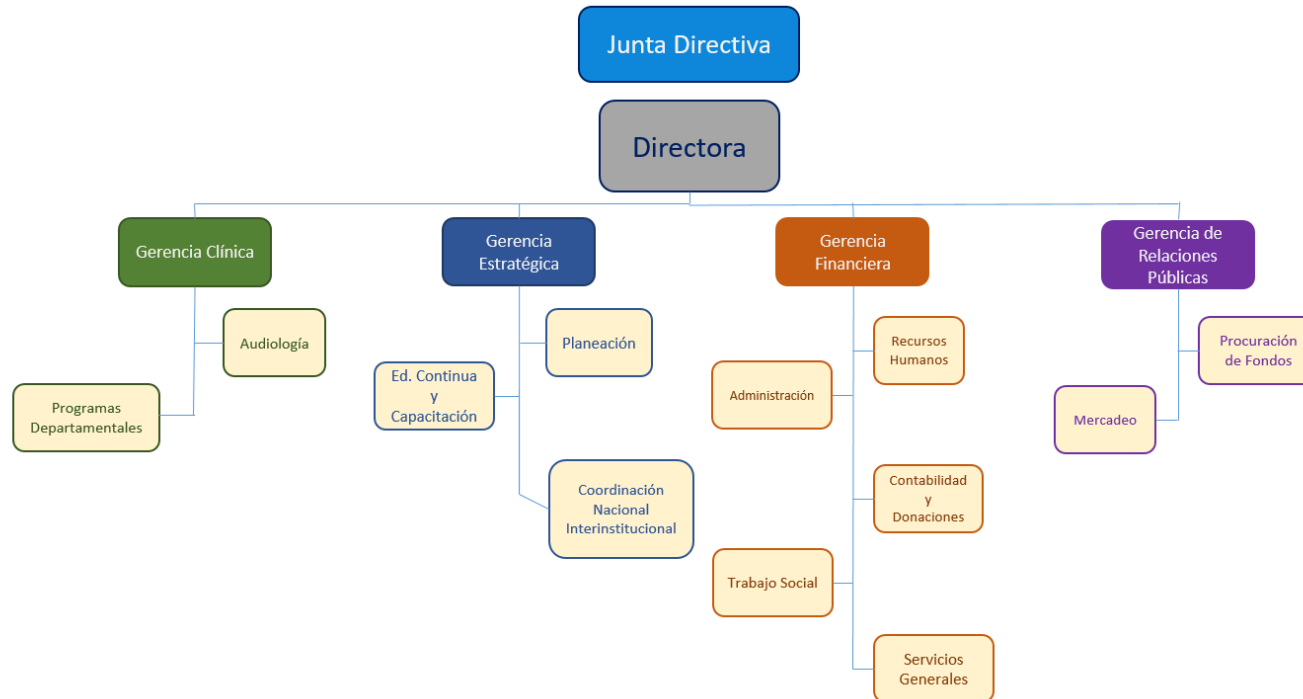 Junta Directiva
Directora
Gerencia Clínica
Gerencia
Estratégica
Gerencia
Financiera
Gerencia de
Relaciones
Públicas
Audiología
Programas
Departamentales
Planeación
Ed. Continua
y
Capacitación
Coordinación
Nacional
Interinstitucional
Recursos
Humanos
Administración
Contabilidad
y
Donaciones
Trabajo Social
Servicios
Generales
Procuración
de Fondos
Mercadeo